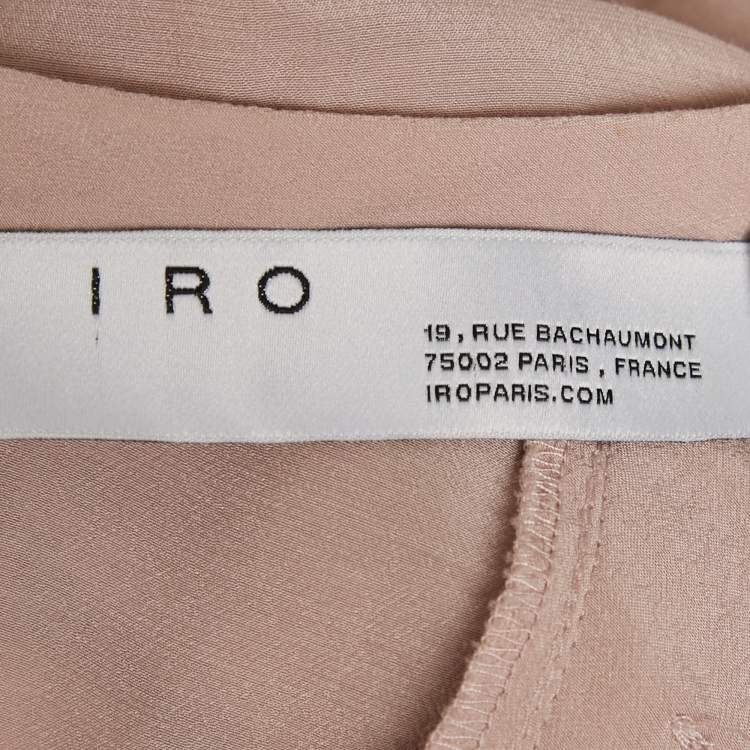 IRO
19, RUE BACHAUMONT
75002 PARIS, FRANCE
IROPARIS.COM